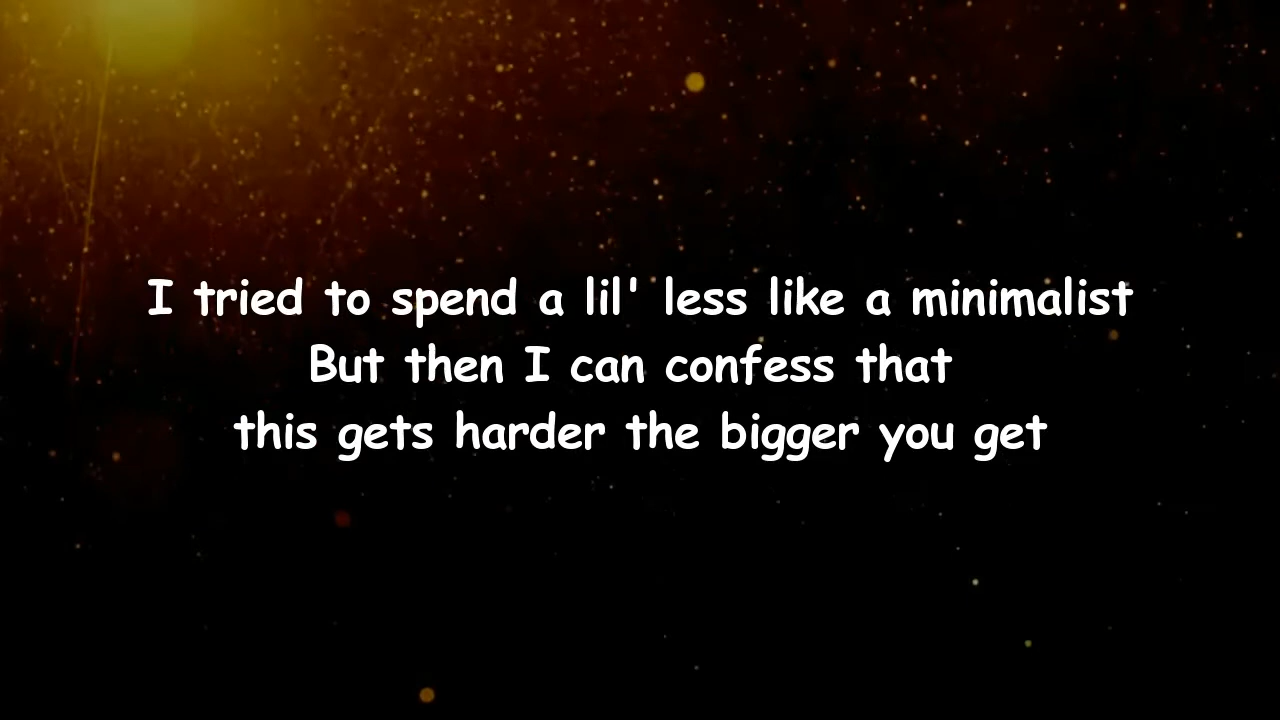 I tried to spend a lil' less like a minimalist
But then I can confess that
this gets harder the bigger you get